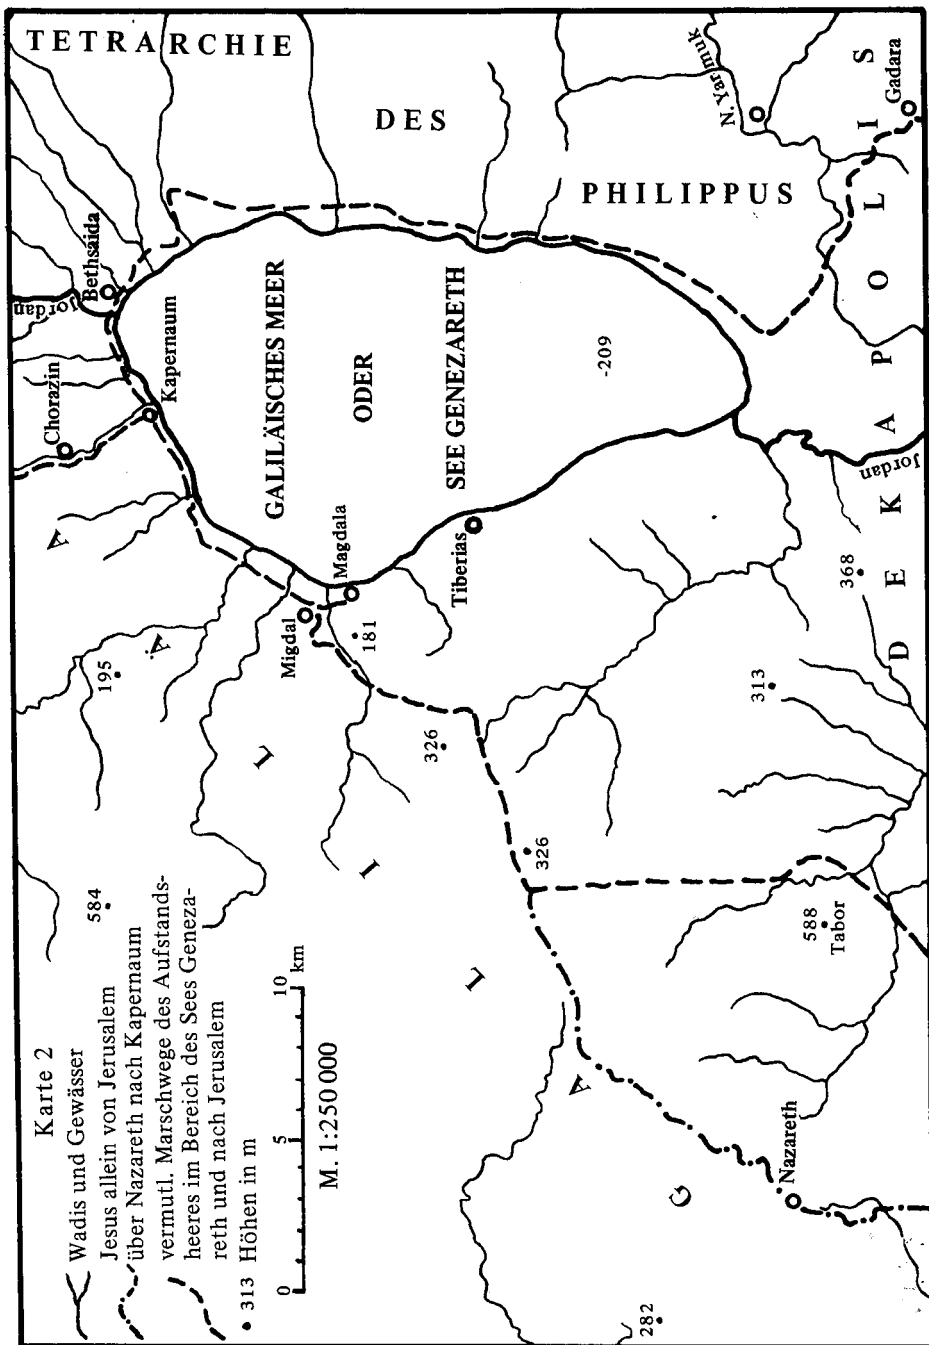 Karte 2
Wadis und Gewässer
Jesus allein von Jerusalem
über Nazareth nach Kapernaum
vermutl. Marschwege des Aufstands-
heeres im Bereich des Sees Geneza-
reth und nach Jerusalem
313 Höhen in m
0 5 10 km
M. 1:250 000
TETRARCHIE
DES
PHILIPPUS
GALILÄISCHES MEER
ODER
SEE GENEZARETH
-209
DEKAPOLIS
GALILÄA
Jordan
Bethsaida
Chorazin
Kapernaum
Magdala
Migdal
Tiberias
N. Yarmuk
Gadara
Jordan
Nazareth
588
Tabor
584
195
181
326
326
313
368
282